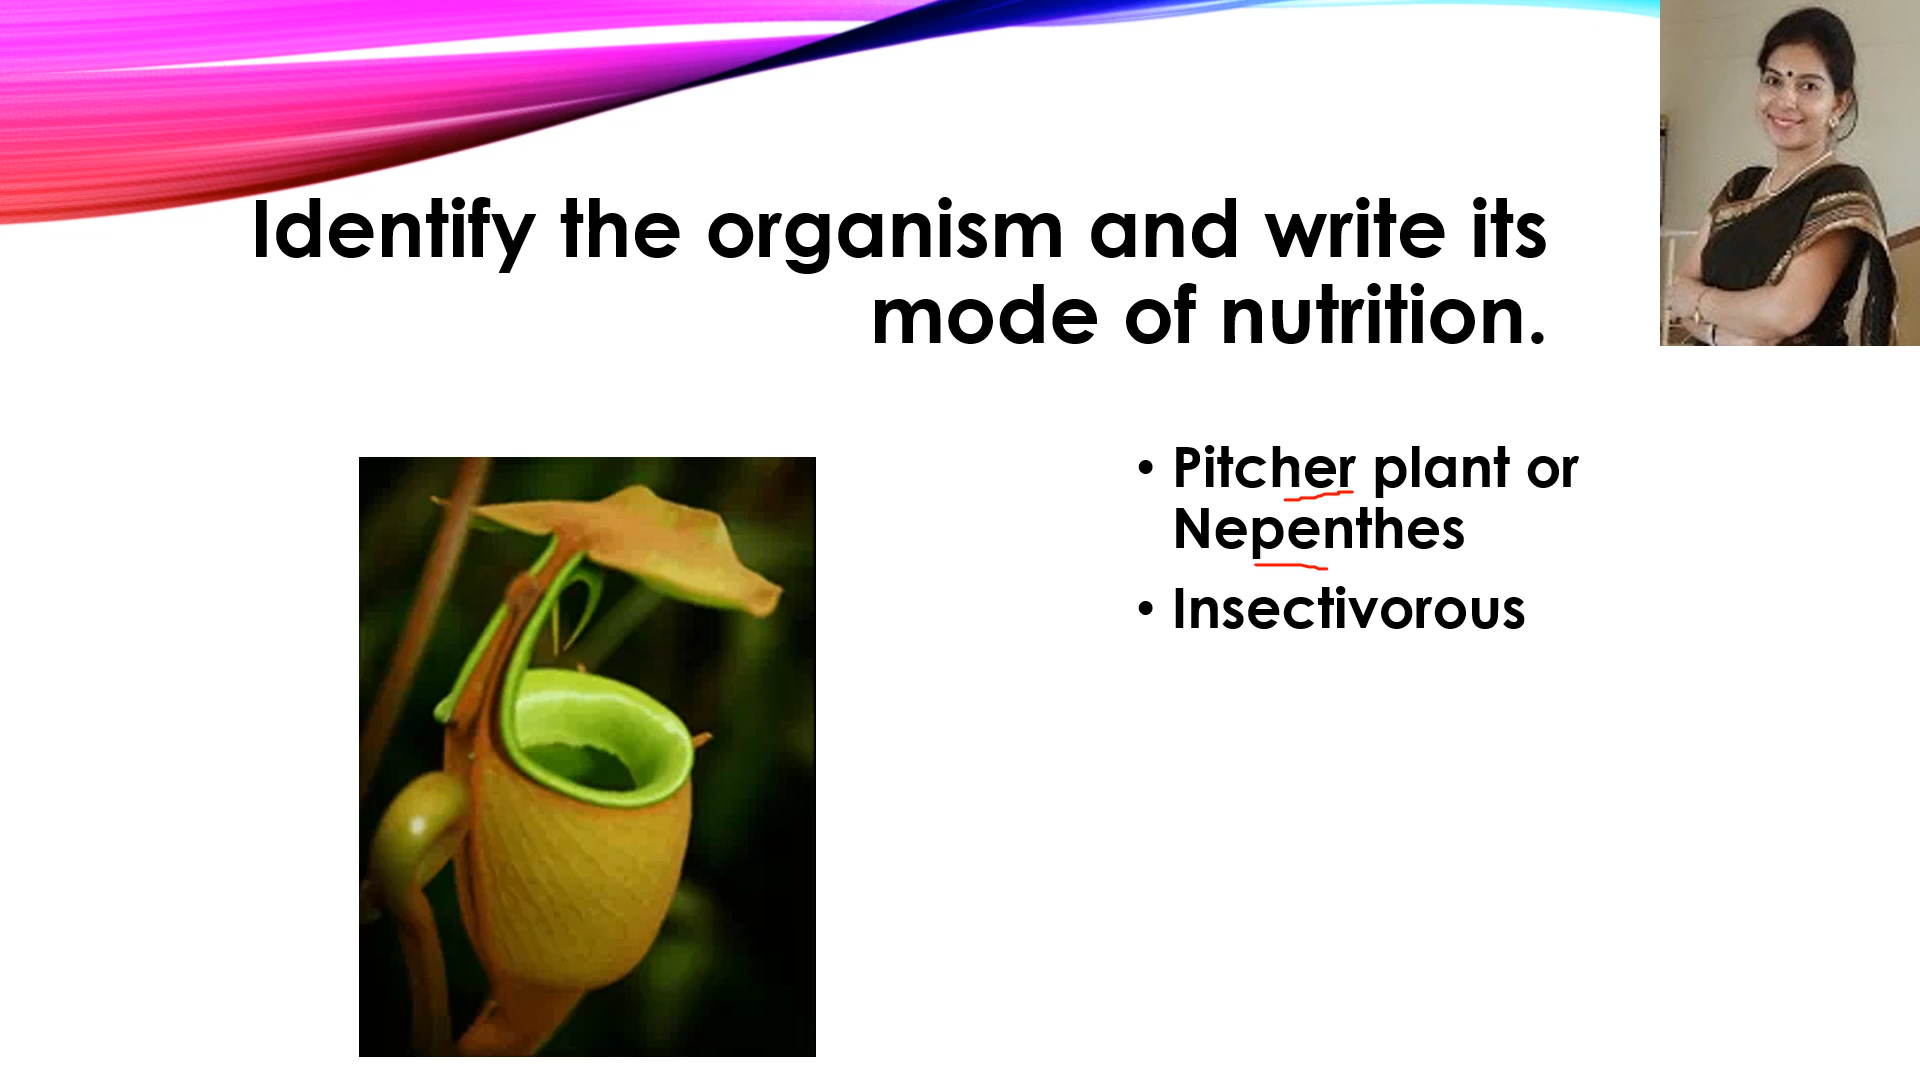 Identify the organism and write its
mode of nutrition.
• Pitcher plant or
Nepenthes
• Insectivorous